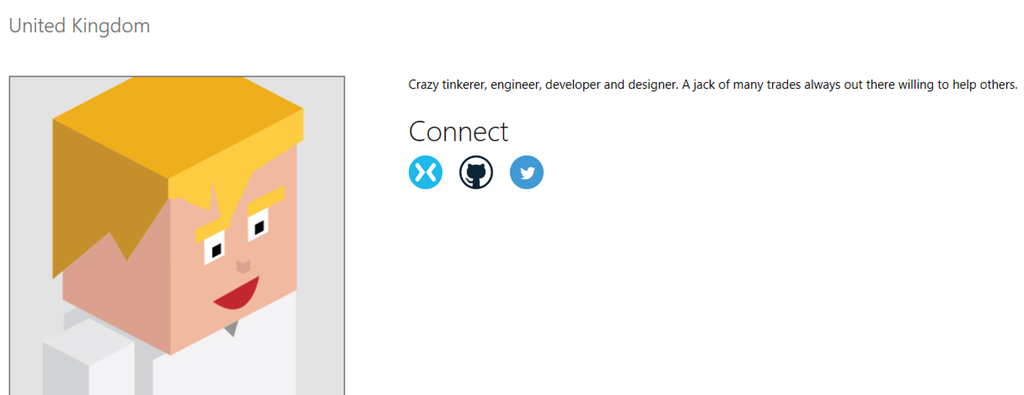 United Kingdom
Crazy tinkerer, engineer, developer and designer. A jack of many trades always out there willing to help others.
Connect